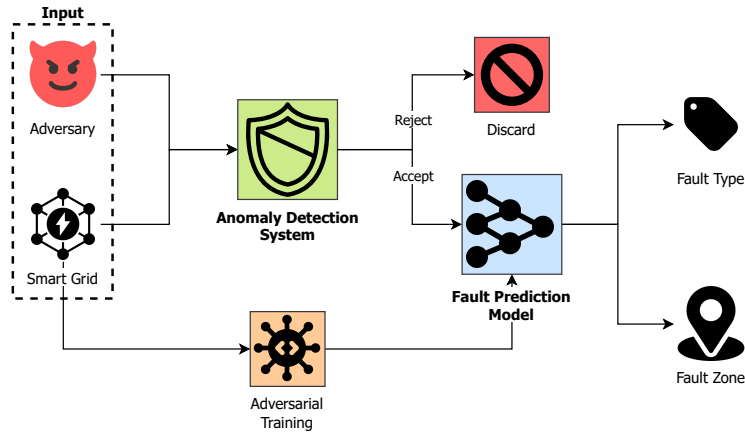 Input
Adversary
Smart Grid
Anomaly Detection
System
Reject
Accept
Discard
Fault Prediction
Model
Adversarial
Training
Fault Type
Fault Zone